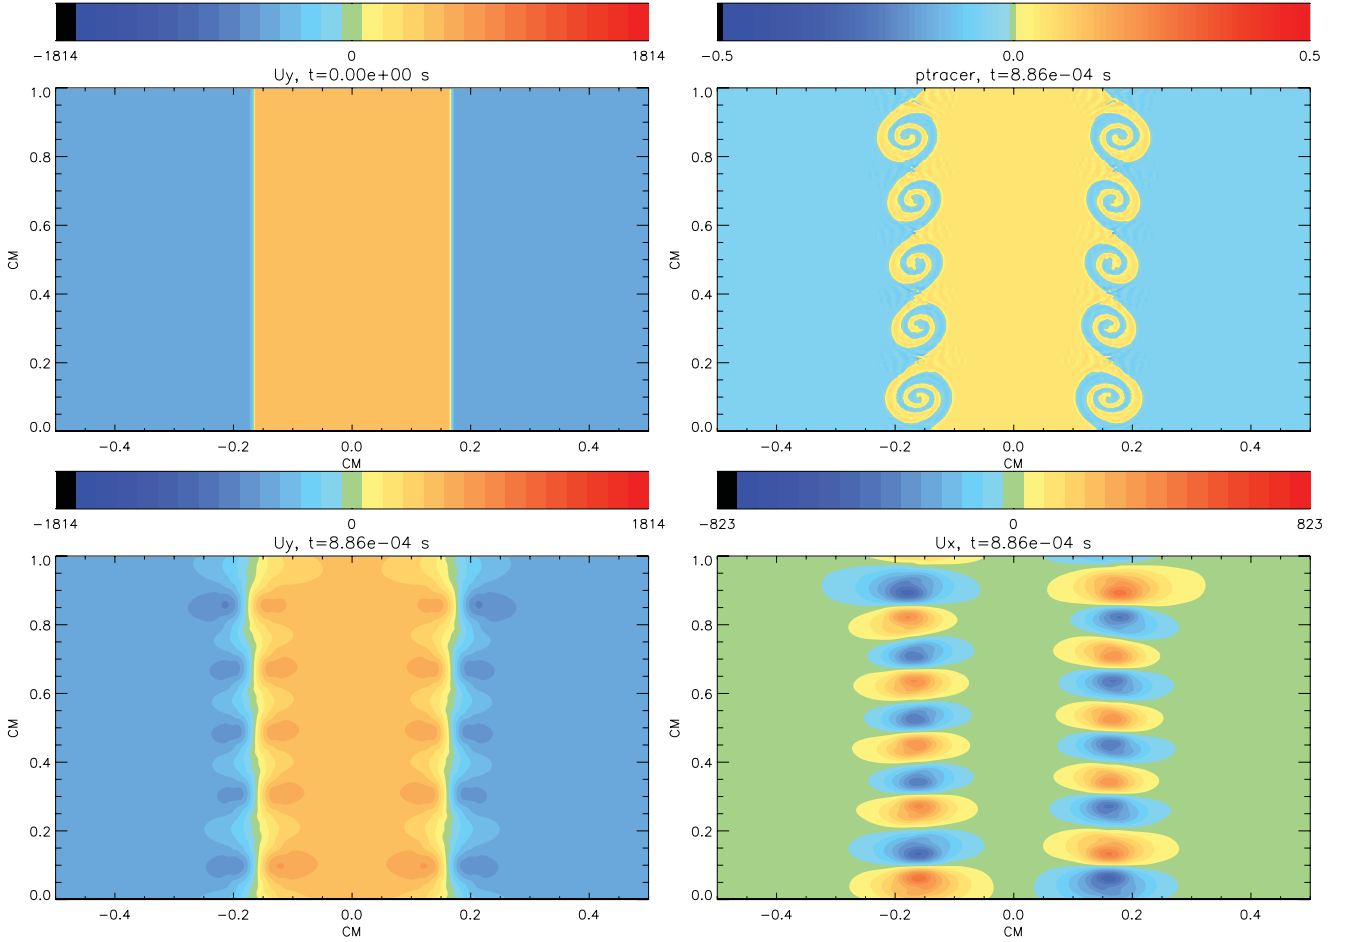 −1814 0 1814
Uy, t=0.00e+00 s
1.0
0.8
0.6
CM
0.4
0.2
0.0
−0.4 −0.2 0.0 0.2 0.4
CM
−0.5 0.0 0.5
ptracer, t=8.86e−04 s
1.0
0.8
0.6
CM
0.4
0.2
0.0
−0.4 −0.2 0.0 0.2 0.4
CM
−1814 0 1814
Uy, t=8.86e−04 s
1.0
0.8
0.6
CM
0.4
0.2
0.0
−0.4 −0.2 0.0 0.2 0.4
CM
−823 0 823
Ux, t=8.86e−04 s
1.0
0.8
0.6
CM
0.4
0.2
0.0
−0.4 −0.2 0.0 0.2 0.4
CM